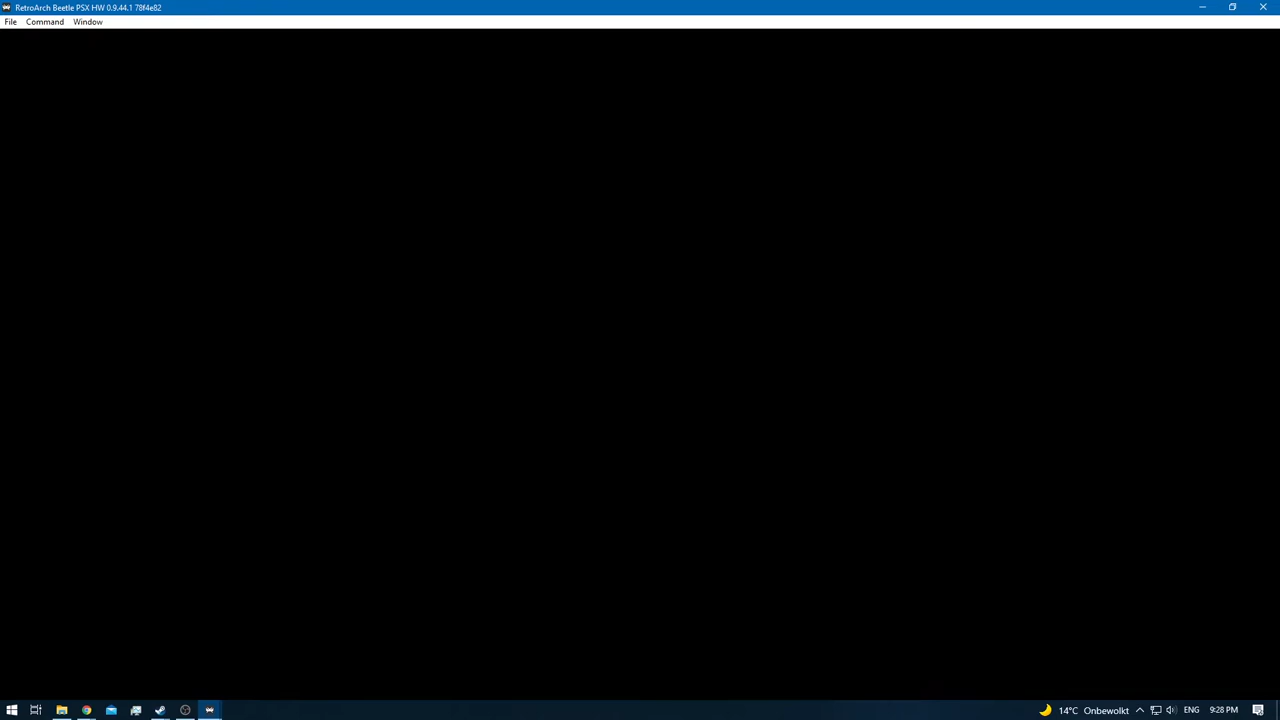 RetroArch Beetle PSX HW 0.9.44.1 78f4e82
File Command Window
14°C Onbewolkt ENG 9:28 PM